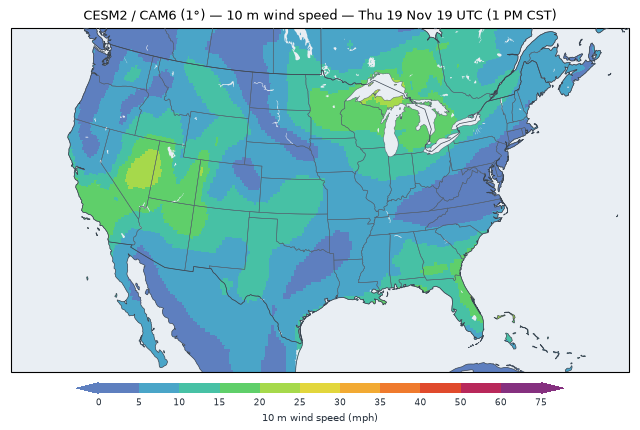 CESM2 / CAM6 (1°) — 10 m wind speed — Thu 19 Nov 19 UTC (1 PM CST)
0 5 10 15 20 25 30 35 40 50 60 75
10 m wind speed (mph)